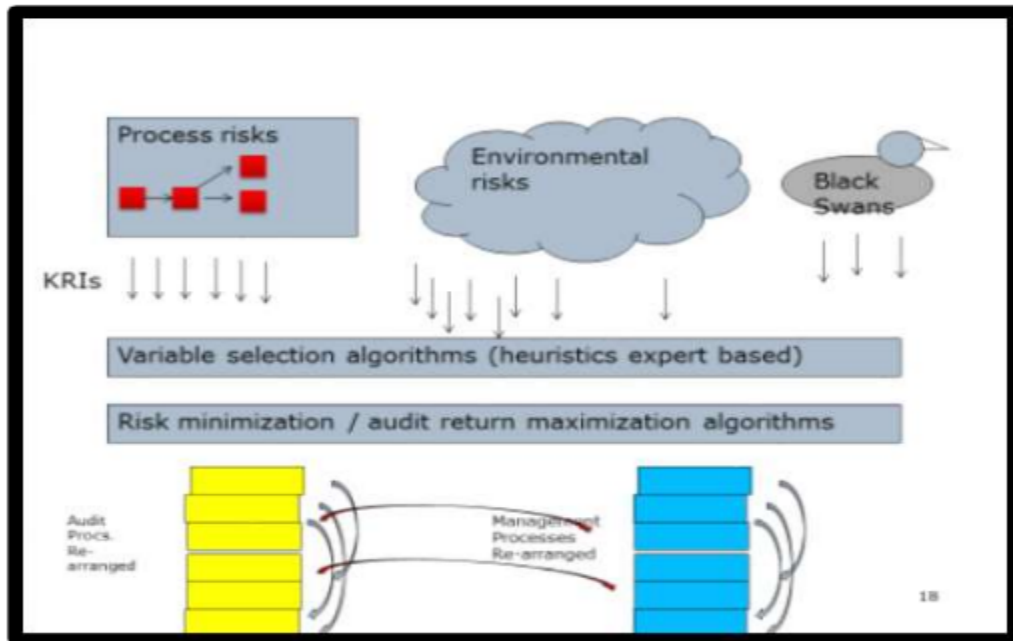 Process risks
Environmental
risks
Black
Swans
KRIs
Variable selection algorithms (heuristics expert based)
Risk minimization / audit return maximization algorithms
Audit
Procs.
Re-
arranged
Management
Processes
Re-arranged
18